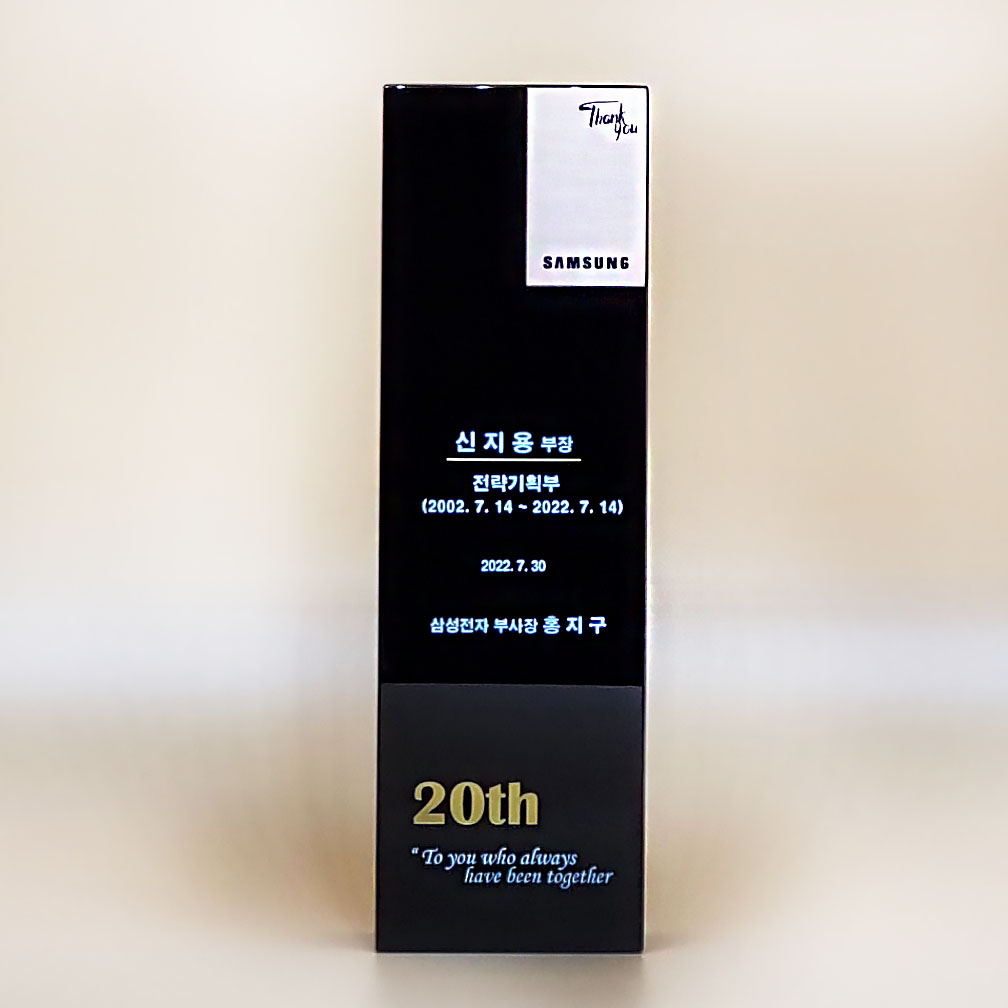 Thank
you
SAMSUNG
신 지 용 부장
전략기획부
(2002. 7. 14 ~ 2022. 7. 14)
2022. 7. 30
삼성전자 부사장 홍 지 구
20th
“ To you who always
have been together